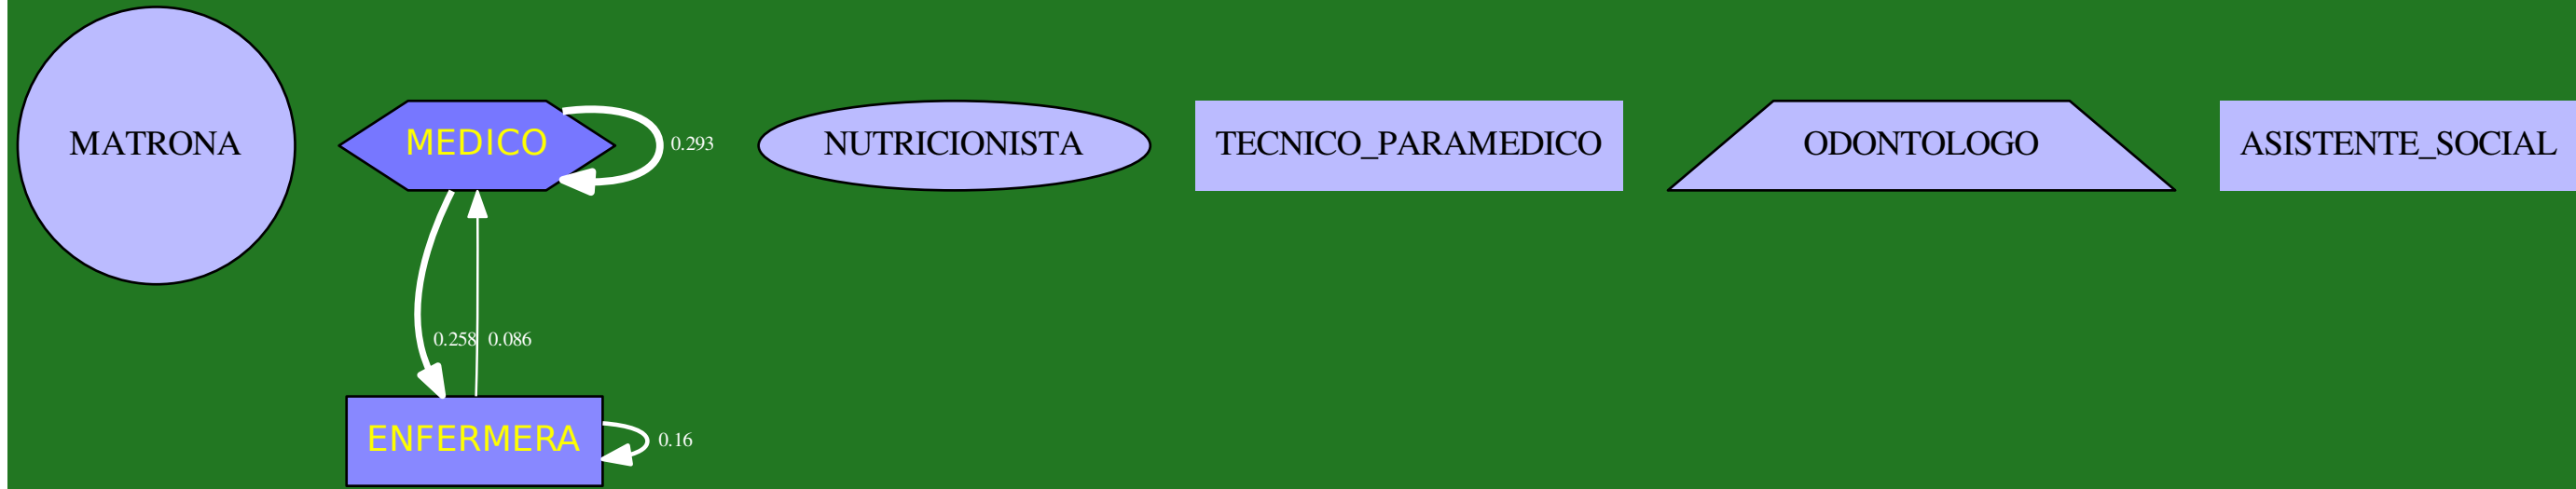 MATRONA
MEDICO
0.293
NUTRICIONISTA
TECNICO_PARAMEDICO
ODONTOLOGO
ASISTENTE_SOCIAL
0.258
0.086
ENFERMERA
0.16